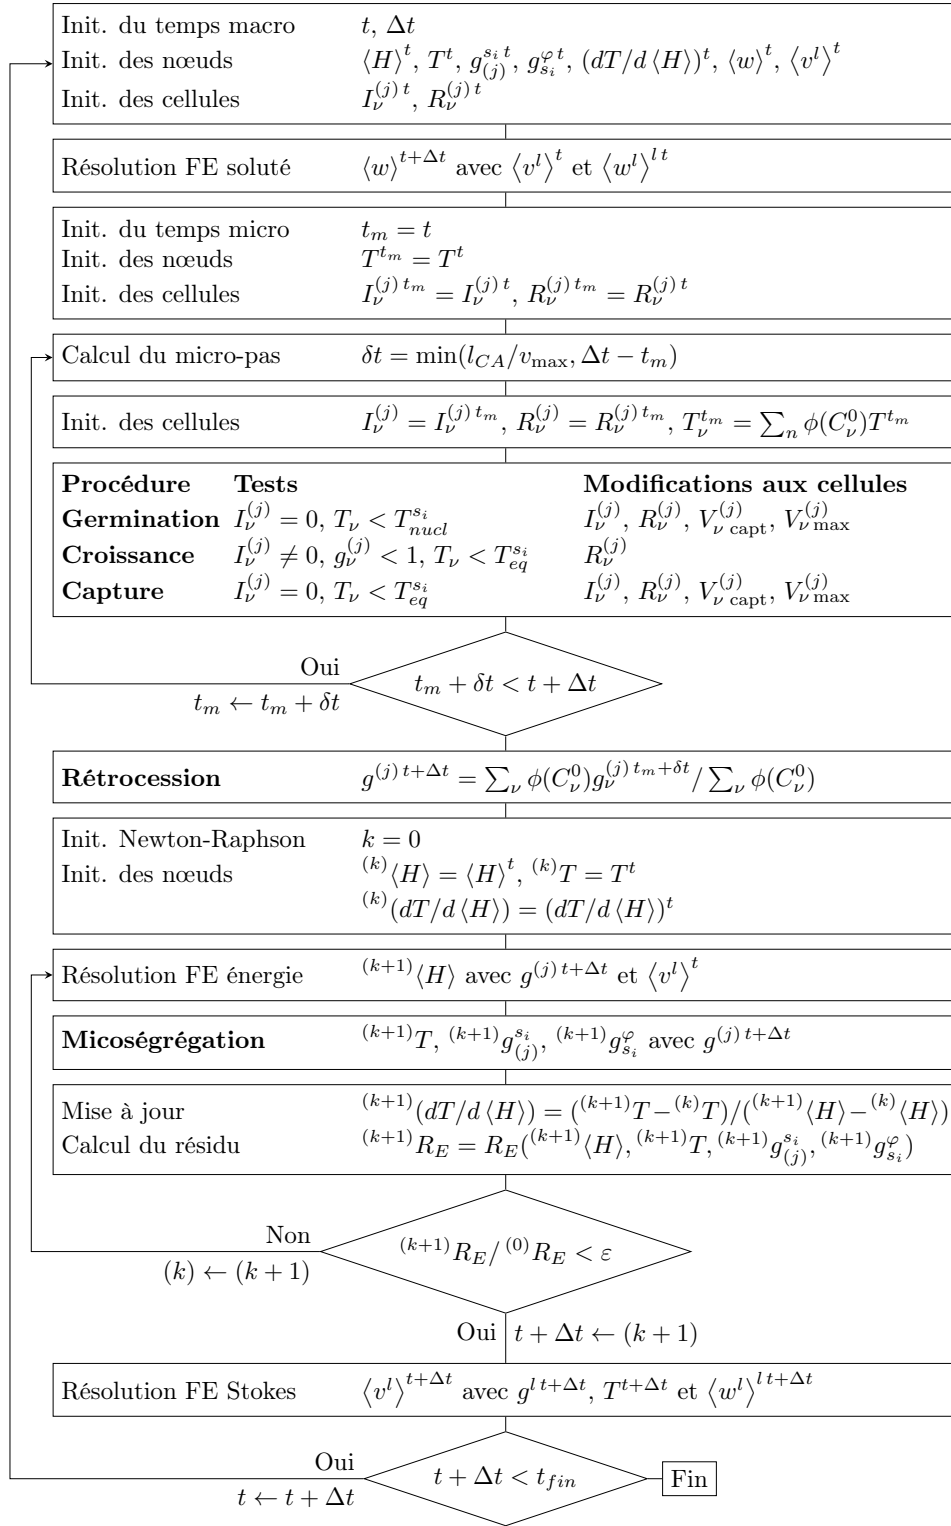 Init. du temps macro t, Δt
Init. des nœuds ⟨H⟩^t, T^t, g_{(j)}^{s_i t}, g_{s_i}^{φ t}, (dT/d⟨H⟩)^t, ⟨w⟩^t, ⟨v^l⟩^t
Init. des cellules I_ν^{(j) t}, R_ν^{(j) t}
Résolution FE soluté ⟨w⟩^{t+Δt} avec ⟨v^l⟩^t et ⟨w^l⟩^{l t}
Init. du temps micro t_m = t
Init. des nœuds T^{t_m} = T^t
Init. des cellules I_ν^{(j) t_m} = I_ν^{(j) t}, R_ν^{(j) t_m} = R_ν^{(j) t}
Calcul du micro-pas δt = min(l_{CA}/v_{max}, Δt − t_m)
Init. des cellules I_ν^{(j)} = I_ν^{(j) t_m}, R_ν^{(j)} = R_ν^{(j) t_m}, T_ν^{t_m} = ∑_n ϕ(C_ν^0)T^{t_m}
Procédure Tests Modifications aux cellules
Germination I_ν^{(j)} = 0, T_ν < T_{nucl}^{s_i} I_ν^{(j)}, R_ν^{(j)}, V_{ν capt}^{(j)}, V_{ν max}^{(j)}
Croissance I_ν^{(j)} ≠ 0, g_ν^{(j)} < 1, T_ν < T_{eq}^{s_i} R_ν^{(j)}
Capture I_ν^{(j)} = 0, T_ν < T_{eq}^{s_i} I_ν^{(j)}, R_ν^{(j)}, V_{ν capt}^{(j)}, V_{ν max}^{(j)}
Oui
t_m + δt < t + Δt
t_m ← t_m + δt
Rétrocession g^{(j) t+Δt} = ∑_ν ϕ(C_ν^0)g_ν^{(j) t_m+δt} / ∑_ν ϕ(C_ν^0)
Init. Newton-Raphson k = 0
Init. des nœuds ^{(k)}⟨H⟩ = ⟨H⟩^t, ^{(k)}T = T^t
^{(k)}(dT/d⟨H⟩) = (dT/d⟨H⟩)^t
Résolution FE énergie ^{(k+1)}⟨H⟩ avec g^{(j) t+Δt} et ⟨v^l⟩^t
Micoségrégation ^{(k+1)}T, ^{(k+1)}g_{(j)}^{s_i}, ^{(k+1)}g_{s_i}^φ avec g^{(j) t+Δt}
Mise à jour ^{(k+1)}(dT/d⟨H⟩) = (^{(k+1)}T − ^{(k)}T)/(^{(k+1)}⟨H⟩ − ^{(k)}⟨H⟩)
Calcul du résidu ^{(k+1)}R_E = R_E(^{(k+1)}⟨H⟩, ^{(k+1)}T, ^{(k+1)}g_{(j)}^{s_i}, ^{(k+1)}g_{s_i}^φ)
Non
^{(k+1)}R_E/^{(0)}R_E < ε
(k) ← (k + 1)
Oui t + Δt ← (k + 1)
Résolution FE Stokes ⟨v^l⟩^{t+Δt} avec g^{l t+Δt}, T^{t+Δt} et ⟨w^l⟩^{l t+Δt}
Oui
t + Δt < t_{fin} Fin
t ← t + Δt